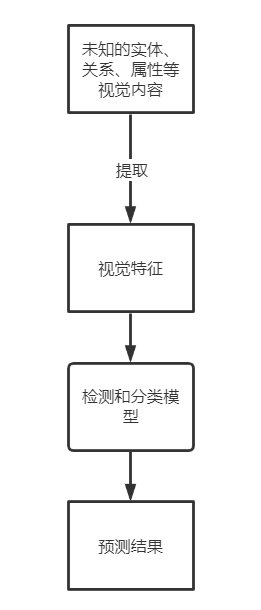 未知的实体、
关系、属性等
视觉内容
提取
视觉特征
检测和分类模
型
预测结果